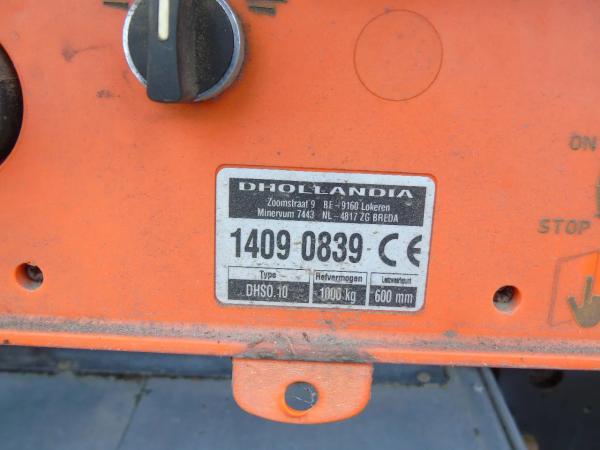 ON
STOP
DHOLLANDIA
Zoomstraat 9 BE-9160 Lokeren
Minervum 7443 NL-4817 ZG BREDA
1409 0839 CE
Type Hefvermogen
DHSO.10 1000 kg 600 mm